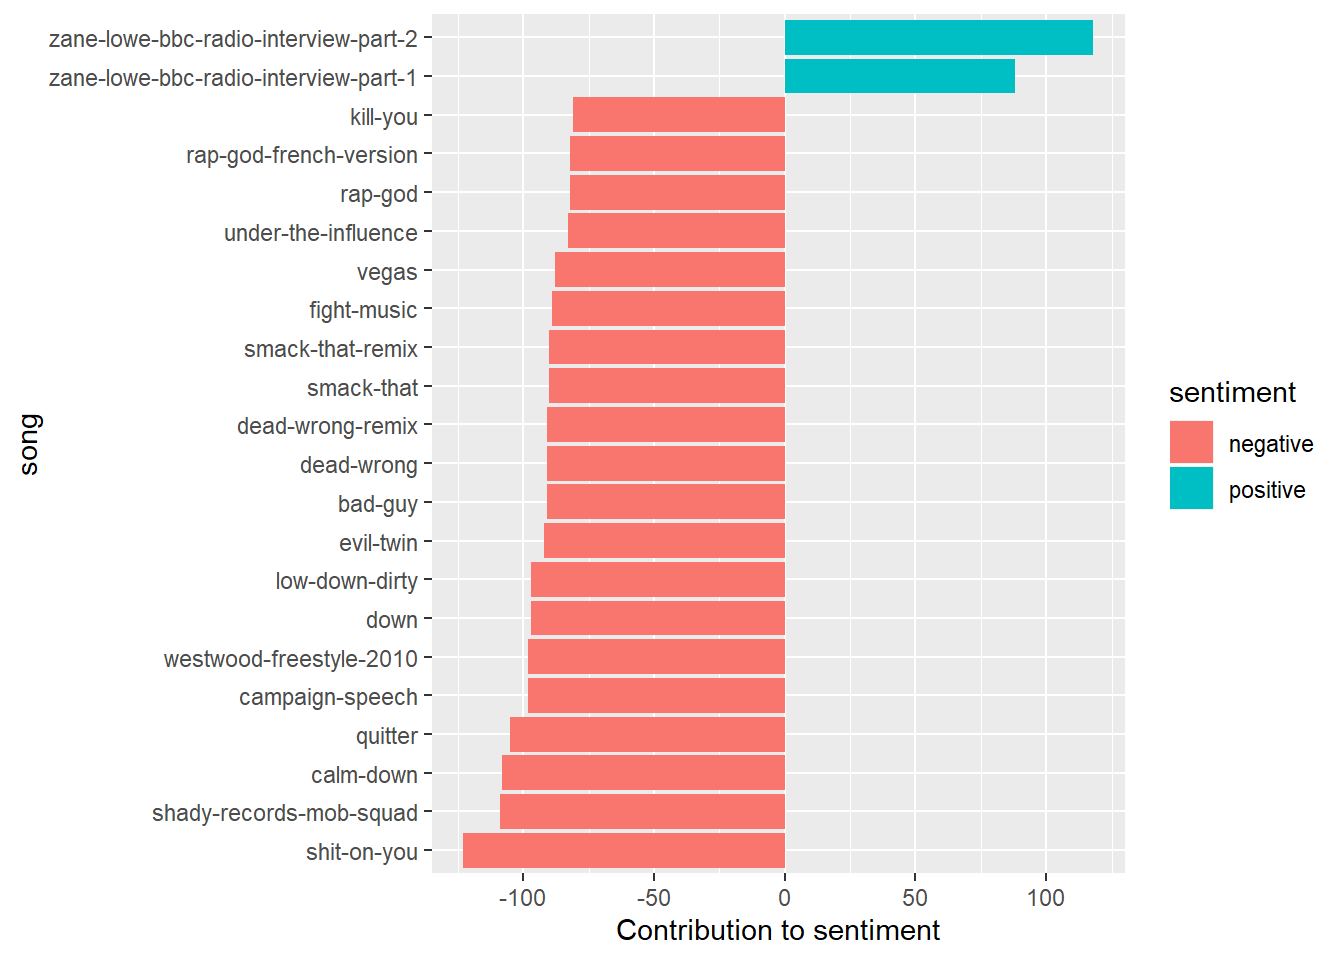 zane-lowe-bbc-radio-interview-part-2
zane-lowe-bbc-radio-interview-part-1
kill-you
rap-god-french-version
rap-god
under-the-influence
vegas
fight-music
smack-that-remix
smack-that
dead-wrong-remix
dead-wrong
bad-guy
evil-twin
low-down-dirty
down
westwood-freestyle-2010
campaign-speech
quitter
calm-down
shady-records-mob-squad
shit-on-you
song
-100 -50 0 50 100
Contribution to sentiment
sentiment
negative
positive